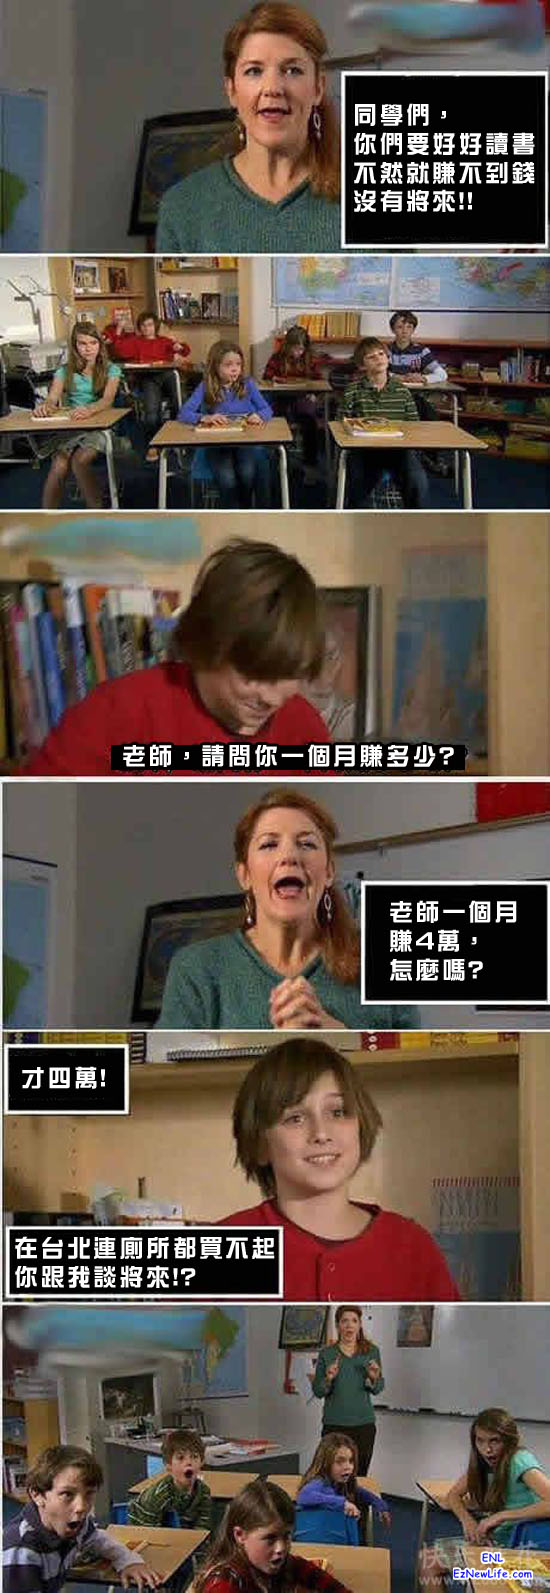 同學們，
你們要好好讀書
不然就賺不到錢
沒有將來!!
老師，請問你一個月賺多少?
老師一個月
賺4萬，
怎麼嗎?
才四萬!
在台北連廁所都買不起
你跟我談將來!?
ENL
EzNewLife.com